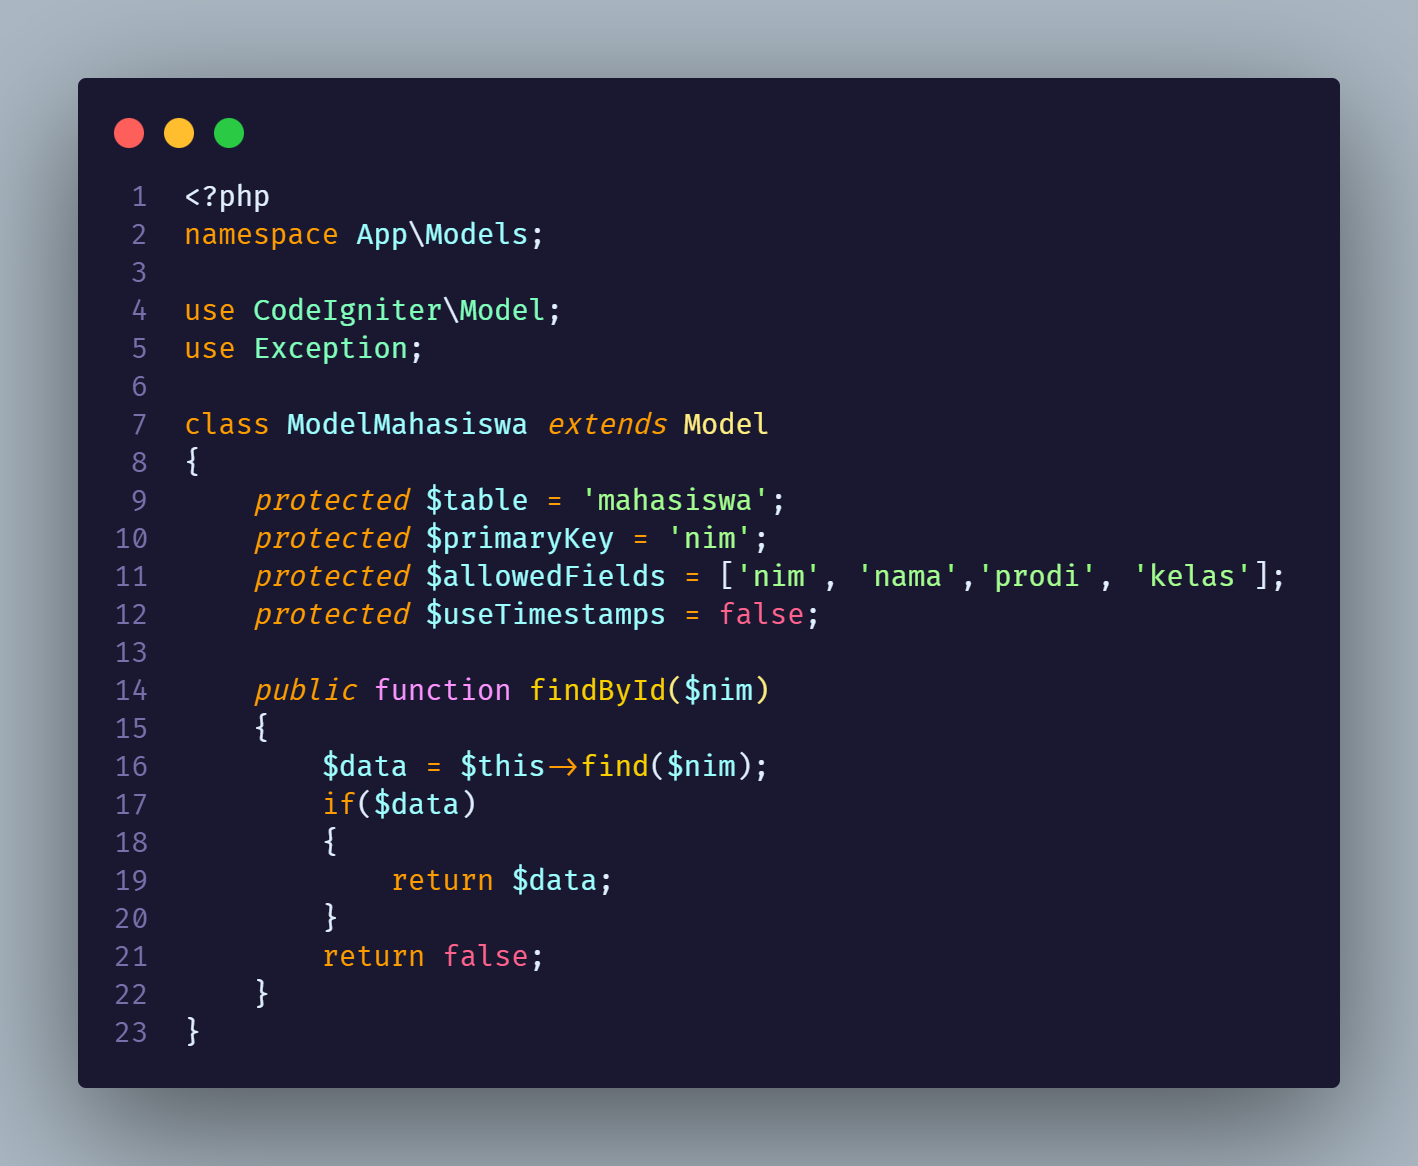 1 <?php
2 namespace App\Models;
3
4 use CodeIgniter\Model;
5 use Exception;
6
7 class ModelMahasiswa extends Model
8 {
9     protected $table = 'mahasiswa';
10     protected $primaryKey = 'nim';
11     protected $allowedFields = ['nim', 'nama','prodi', 'kelas'];
12     protected $useTimestamps = false;
13
14     public function findById($nim)
15     {
16         $data = $this->find($nim);
17         if($data)
18         {
19             return $data;
20         }
21         return false;
22     }
23 }